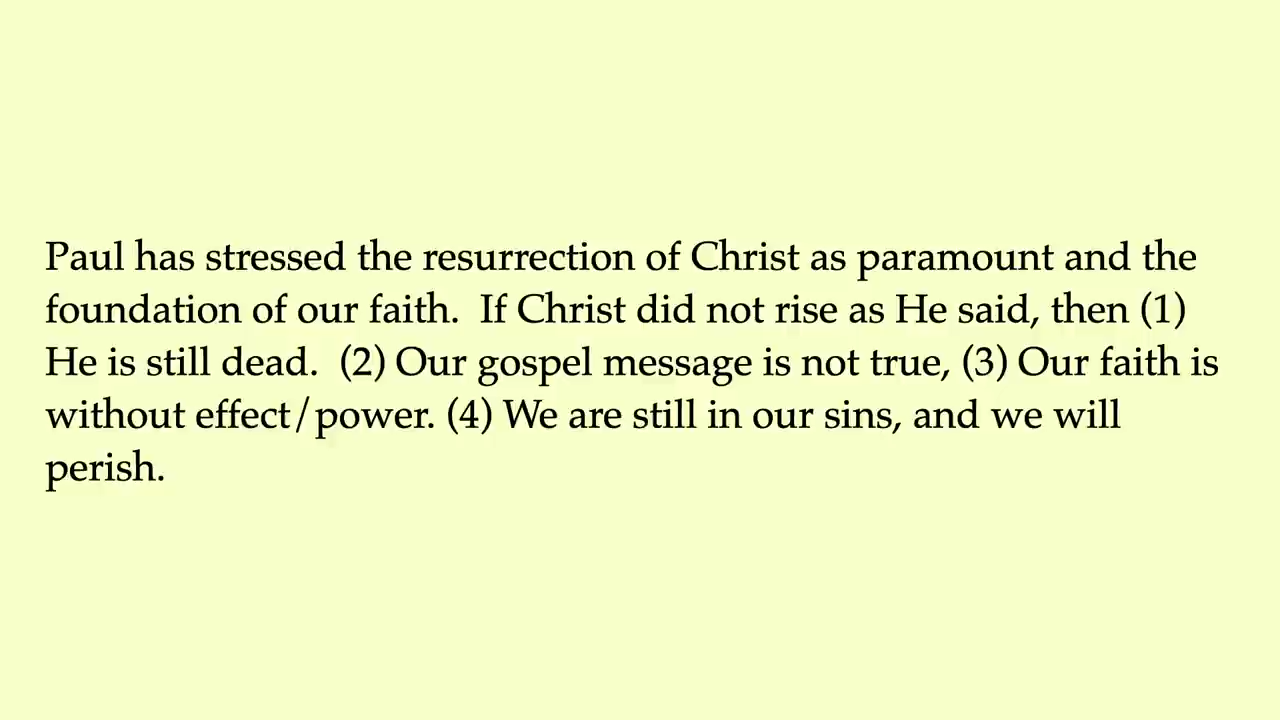 Paul has stressed the resurrection of Christ as paramount and the
foundation of our faith.  If Christ did not rise as He said, then (1)
He is still dead.  (2) Our gospel message is not true, (3) Our faith is
without effect/power. (4) We are still in our sins, and we will
perish.